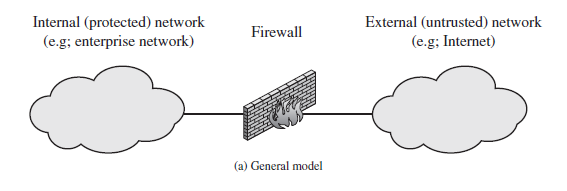 Internal (protected) network
(e.g; enterprise network)
Firewall
External (untrusted) network
(e.g; Internet)
(a) General model